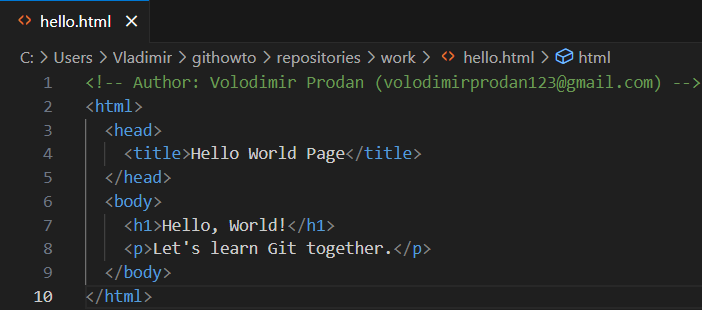 hello.html
C: > Users > Vladimir > githowto > repositories > work > hello.html > html
1 <!-- Author: Volodimir Prodan (volodimirprodan123@gmail.com) -->
2 <html>
3   <head>
4     <title>Hello World Page</title>
5   </head>
6   <body>
7     <h1>Hello, World!</h1>
8     <p>Let's learn Git together.</p>
9   </body>
10 </html>